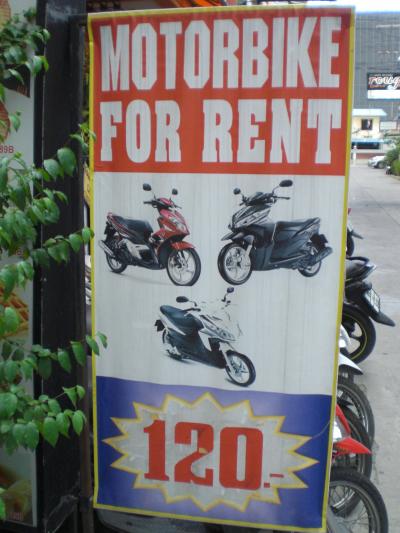 MOTORBIKE
FOR RENT
120.-